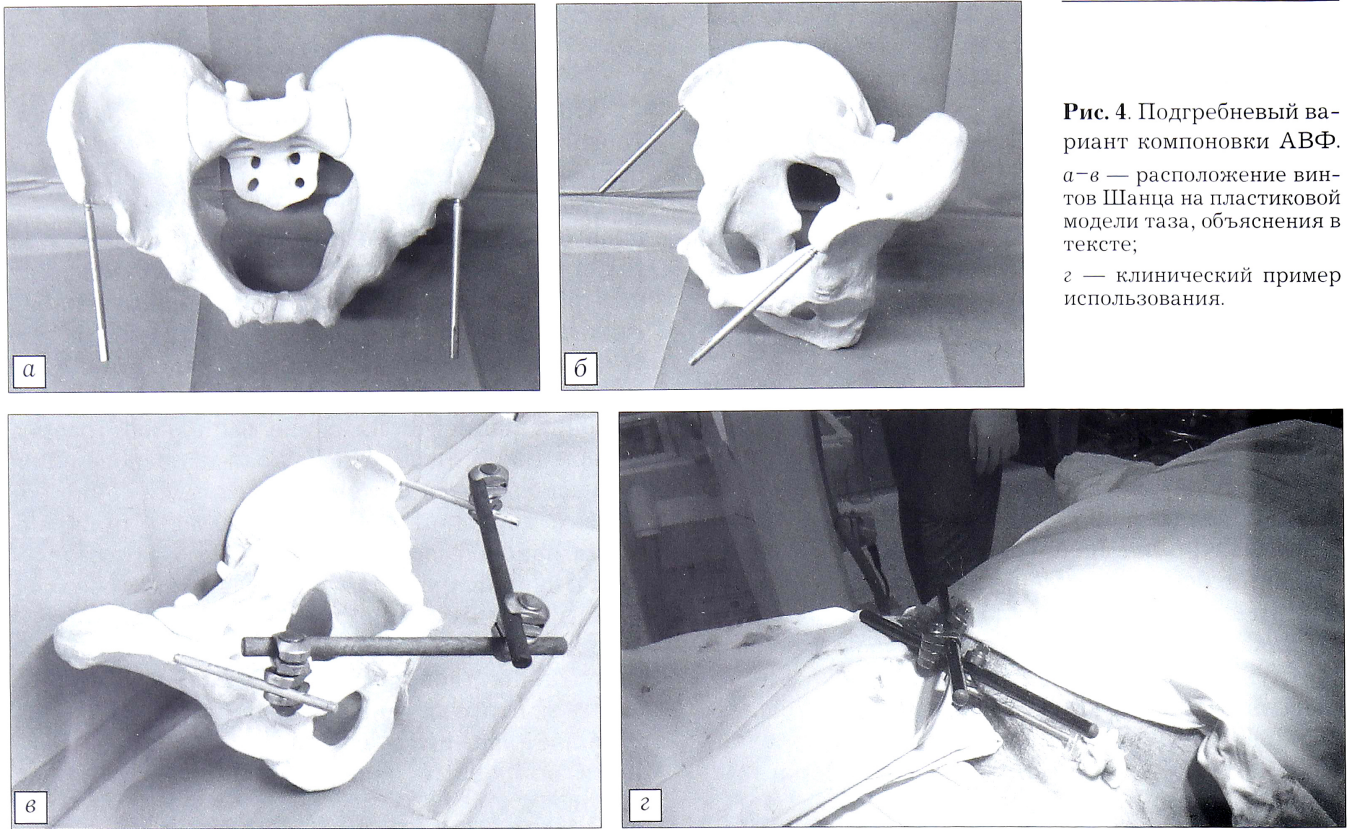 а
б
Рис. 4. Подгребневый ва-
риант компоновки АВФ.
а–в — расположение вин-
тов Шанца на пластиковой
модели таза, объяснения в
тексте;
г — клинический пример
использования.
в
г